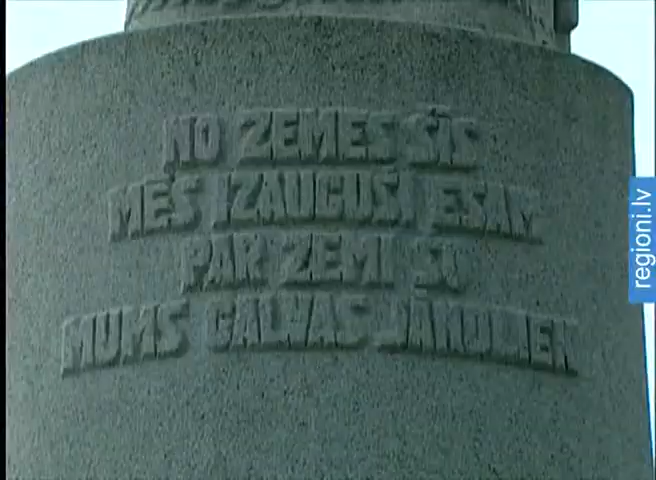 NO ZEMES ŠĪS
MĒS IZAUGUŠI ESAM
PAR ZEMI ŠO
MUMS GALVAS JĀNOLIEK
regioni.lv